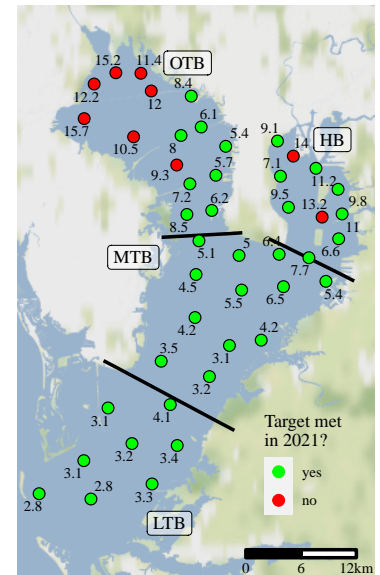 15.2 11.4
OTB
12.2 12 8.4
15.7 6.1 9.1
HB
10.5 8 5.4 14
9.3 5.7 7.1 11.2
7.2 9.5 9.8
8.5 6.2 13.2 11
MTB 5.1 5 6.4 6.6
7.7
4.5 5.5 6.5 5.4
4.2
3.5 3.1 4.2
3.2
3.1 4.1
Target met
in 2021?
3.2 3.4
3.1 yes
2.8 2.8 3.3 no
LTB
0 6 12km